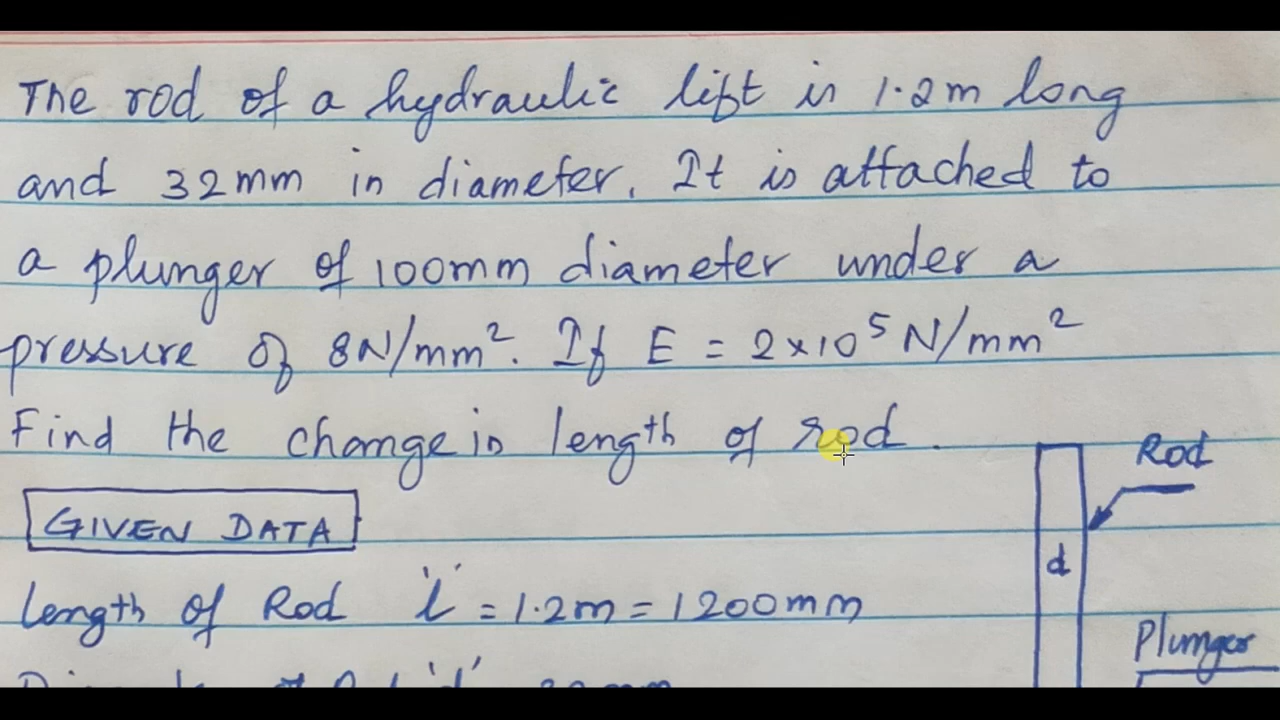 The rod of a hydraulic lift is 1.2m long
and 32mm in diameter. It is attached to
a plunger of 100mm diameter under a
pressure of 8N/mm². If E = 2×10⁵ N/mm²
Find the change in length of Rod.
Rod
GIVEN DATA
d
Length of Rod 'l' = 1.2m = 1200mm
Plunger